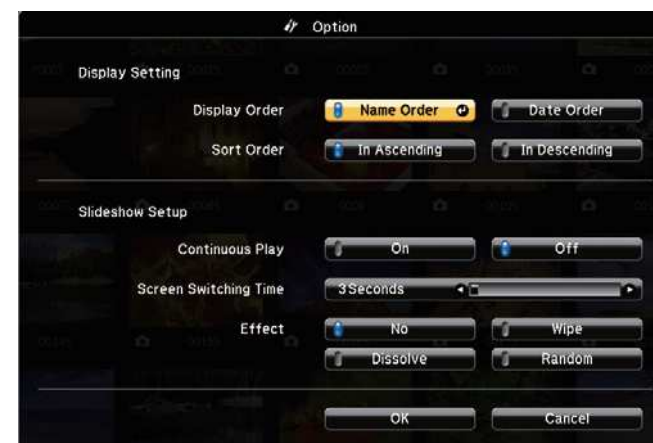 Option
Display Setting
Display Order Name Order Date Order
Sort Order In Ascending In Descending
Slideshow Setup
Continuous Play On Off
Screen Switching Time 3Seconds
Effect No Wipe
Dissolve Random
OK Cancel